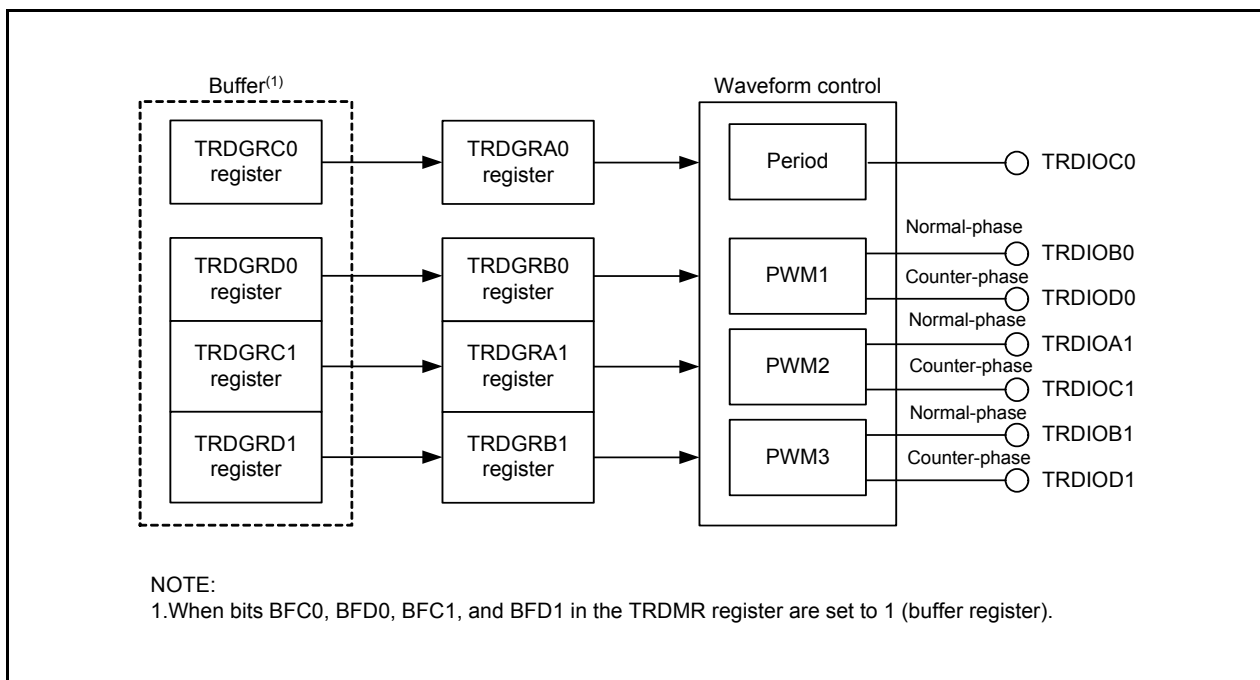 Buffer(1)
Waveform control
TRDGRC0
register
TRDGRA0
register
Period
TRDIOC0
TRDGRD0
register
TRDGRB0
register
PWM1
Normal-phase
TRDIOB0
Counter-phase
TRDIOD0
TRDGRC1
register
TRDGRA1
register
PWM2
Normal-phase
TRDIOA1
Counter-phase
TRDIOC1
TRDGRD1
register
TRDGRB1
register
PWM3
Normal-phase
TRDIOB1
Counter-phase
TRDIOD1
NOTE:
1.When bits BFC0, BFD0, BFC1, and BFD1 in the TRDMR register are set to 1 (buffer register).